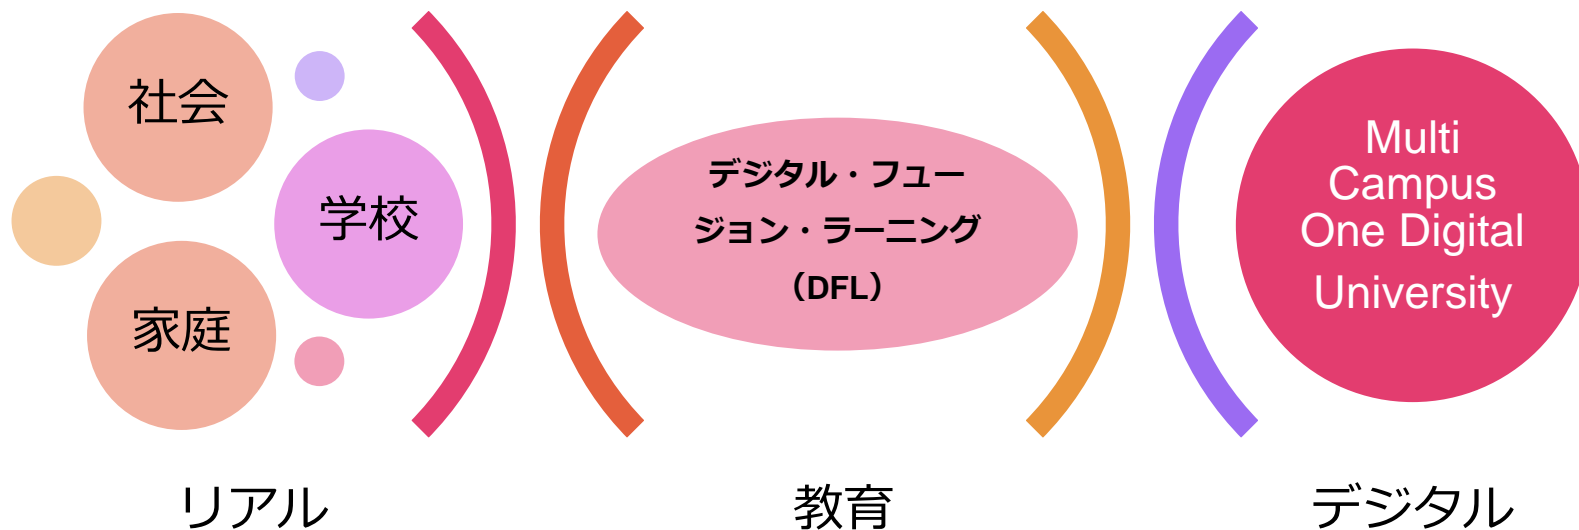 社会
学校
家庭
デジタル・フュー
ジョン・ラーニング
（DFL）
Multi
Campus
One Digital
University
リアル
教育
デジタル